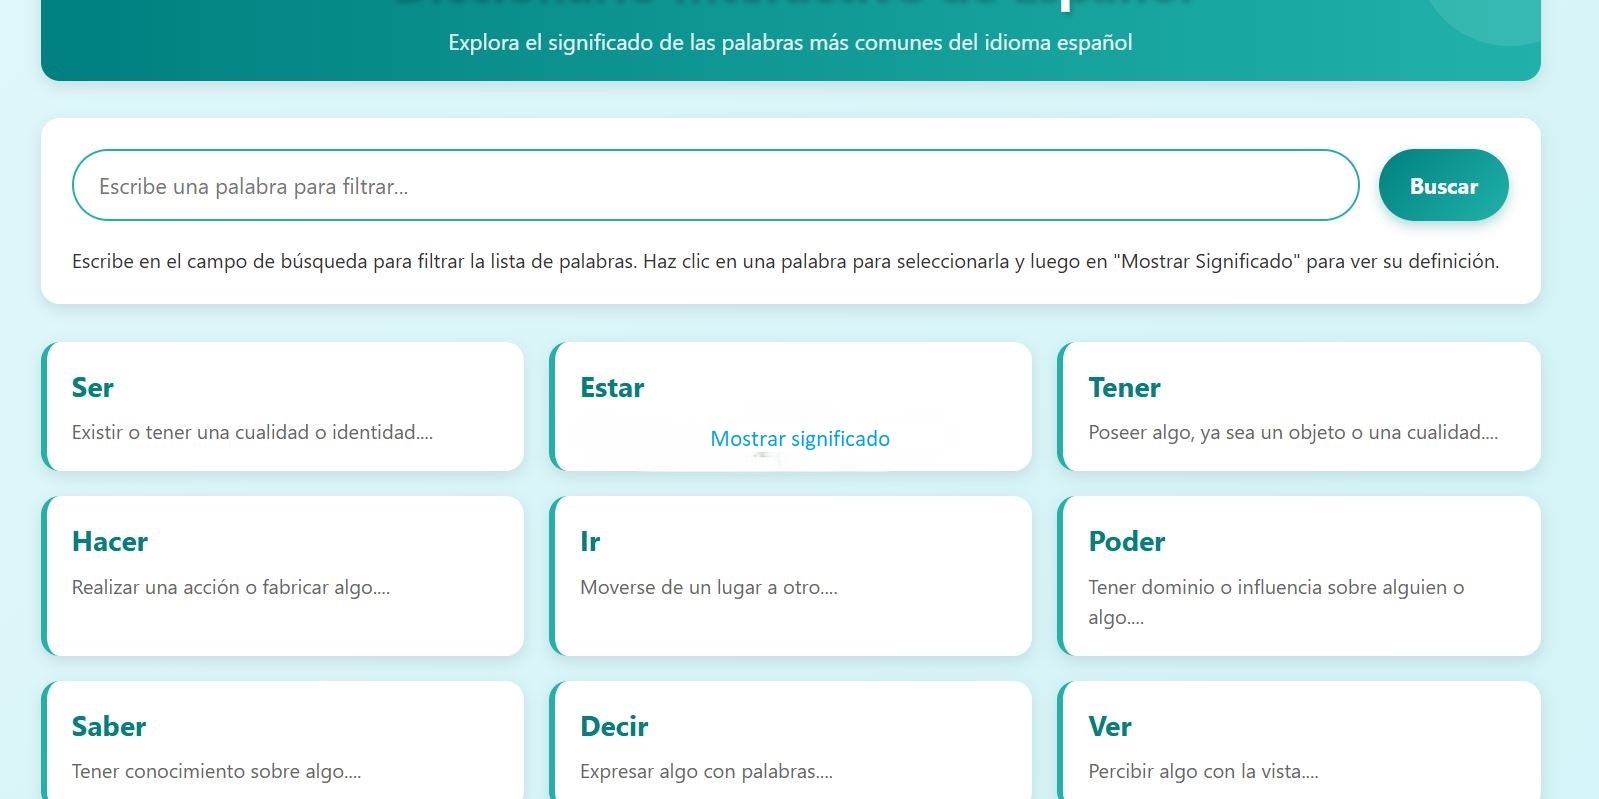 Explora el significado de las palabras más comunes del idioma español
Escribe una palabra para filtrar...
Buscar
Escribe en el campo de búsqueda para filtrar la lista de palabras. Haz clic en una palabra para seleccionarla y luego en "Mostrar Significado" para ver su definición.
Ser
Existir o tener una cualidad o identidad....
Estar
Mostrar significado
Tener
Poseer algo, ya sea un objeto o una cualidad....
Hacer
Realizar una acción o fabricar algo....
Ir
Moverse de un lugar a otro....
Poder
Tener dominio o influencia sobre alguien o
algo....
Saber
Tener conocimiento sobre algo....
Decir
Expresar algo con palabras....
Ver
Percibir algo con la vista....